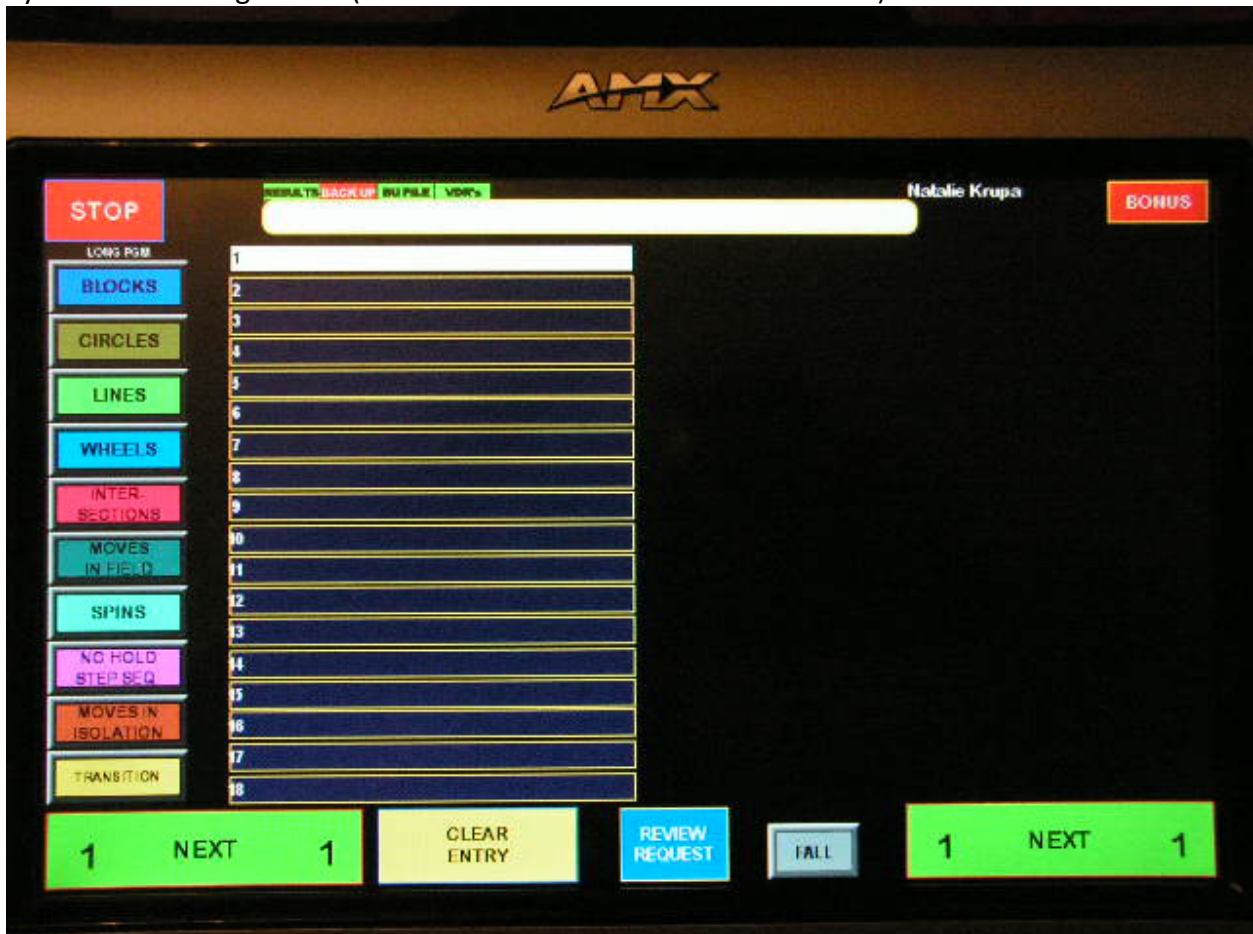 AMX
STOP
RESULTS BACK UP BU FILE VDR's
Natalie Krupa
BONUS
LONG PGM
BLOCKS
CIRCLES
LINES
WHEELS
INTER-
SECTIONS
MOVES
IN FIELD
SPINS
NO HOLD
STEP SEQ
MOVES IN
ISOLATION
TRANSITION
1
2
3
4
5
6
7
8
9
10
11
12
13
14
15
16
17
18
1 NEXT 1
CLEAR
ENTRY
REVIEW
REQUEST
FALL
1 NEXT 1